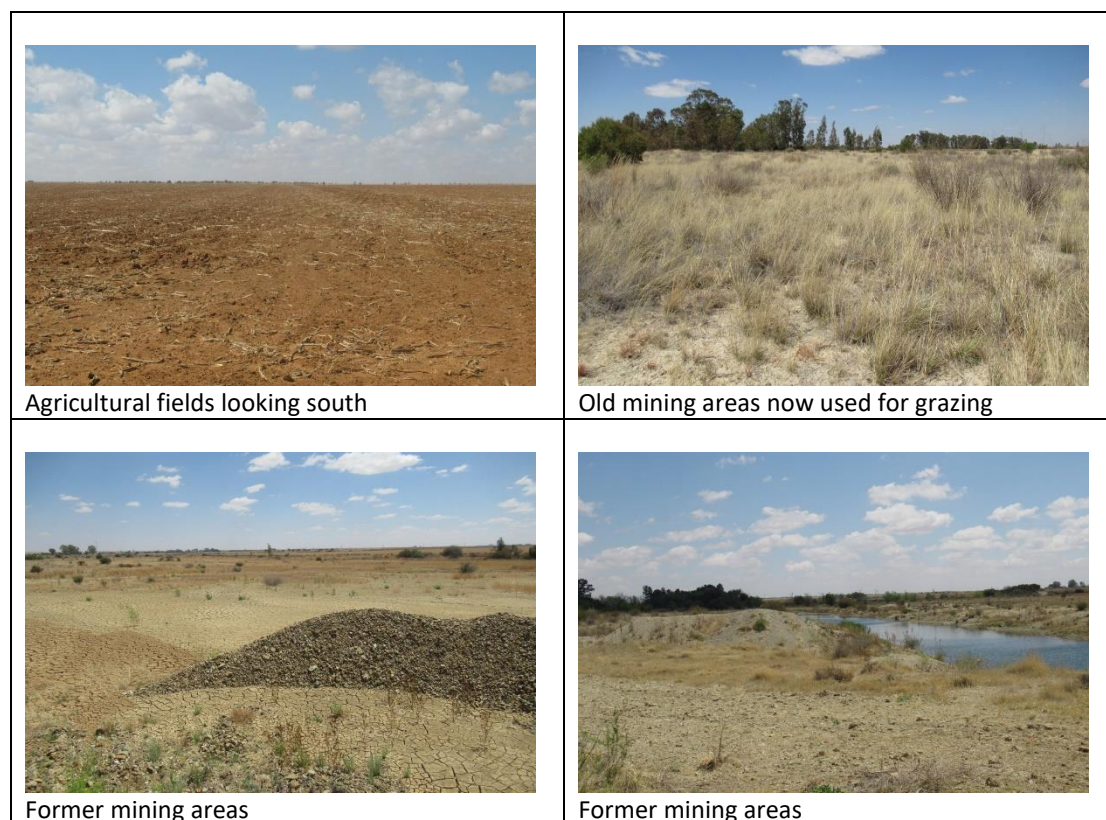 Agricultural fields looking south
Old mining areas now used for grazing
Former mining areas
Former mining areas